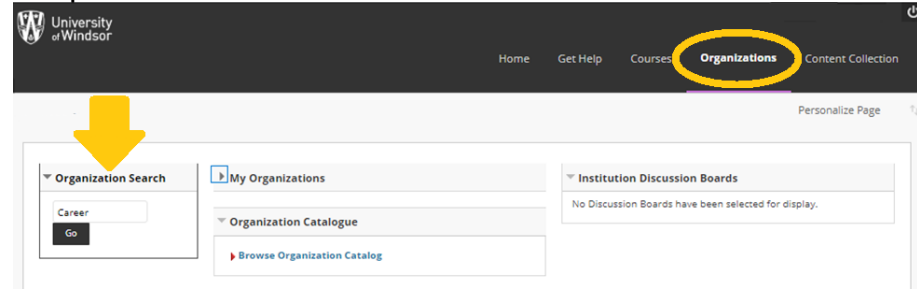 University
of Windsor
Home Get Help Courses Organizations Content Collection
Personalize Page
Organization Search
Career
Go
My Organizations
Organization Catalogue
Browse Organization Catalog
Institution Discussion Boards
No Discussion Boards have been selected for display.